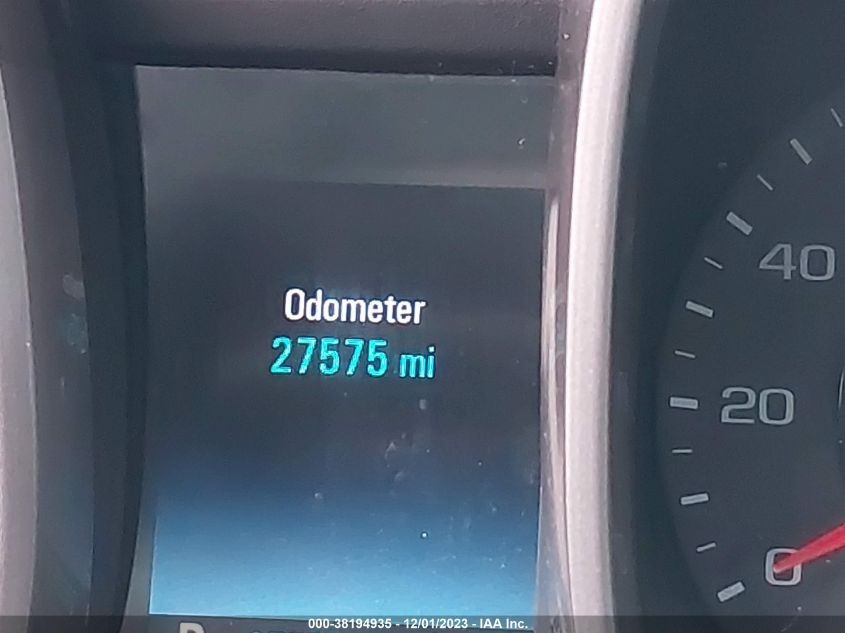 Odometer
27575 mi
40
20
0
000-38194935 - 12/01/2023 - IAA Inc.